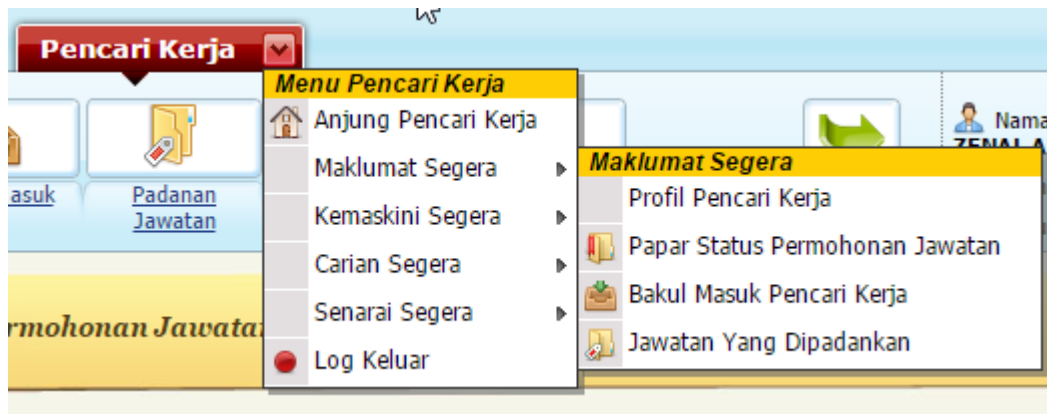 Pencari Kerja
Menu Pencari Kerja
Anjung Pencari Kerja
Maklumat Segera
Kemaskini Segera
Carian Segera
Senarai Segera
Log Keluar
Maklumat Segera
Profil Pencari Kerja
Papar Status Permohonan Jawatan
Bakul Masuk Pencari Kerja
Jawatan Yang Dipadankan
asuk
Padanan
Jawatan
Nama
rmohonan Jawata